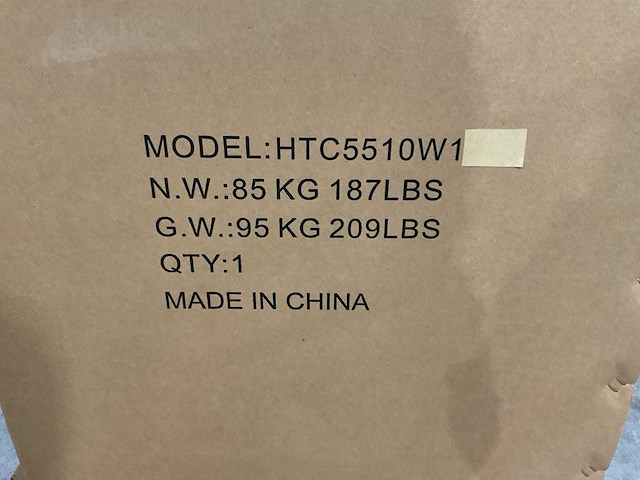 MODEL:HTC5510W1
N.W.:85 KG 187LBS
G.W.:95 KG 209LBS
QTY:1
MADE IN CHINA